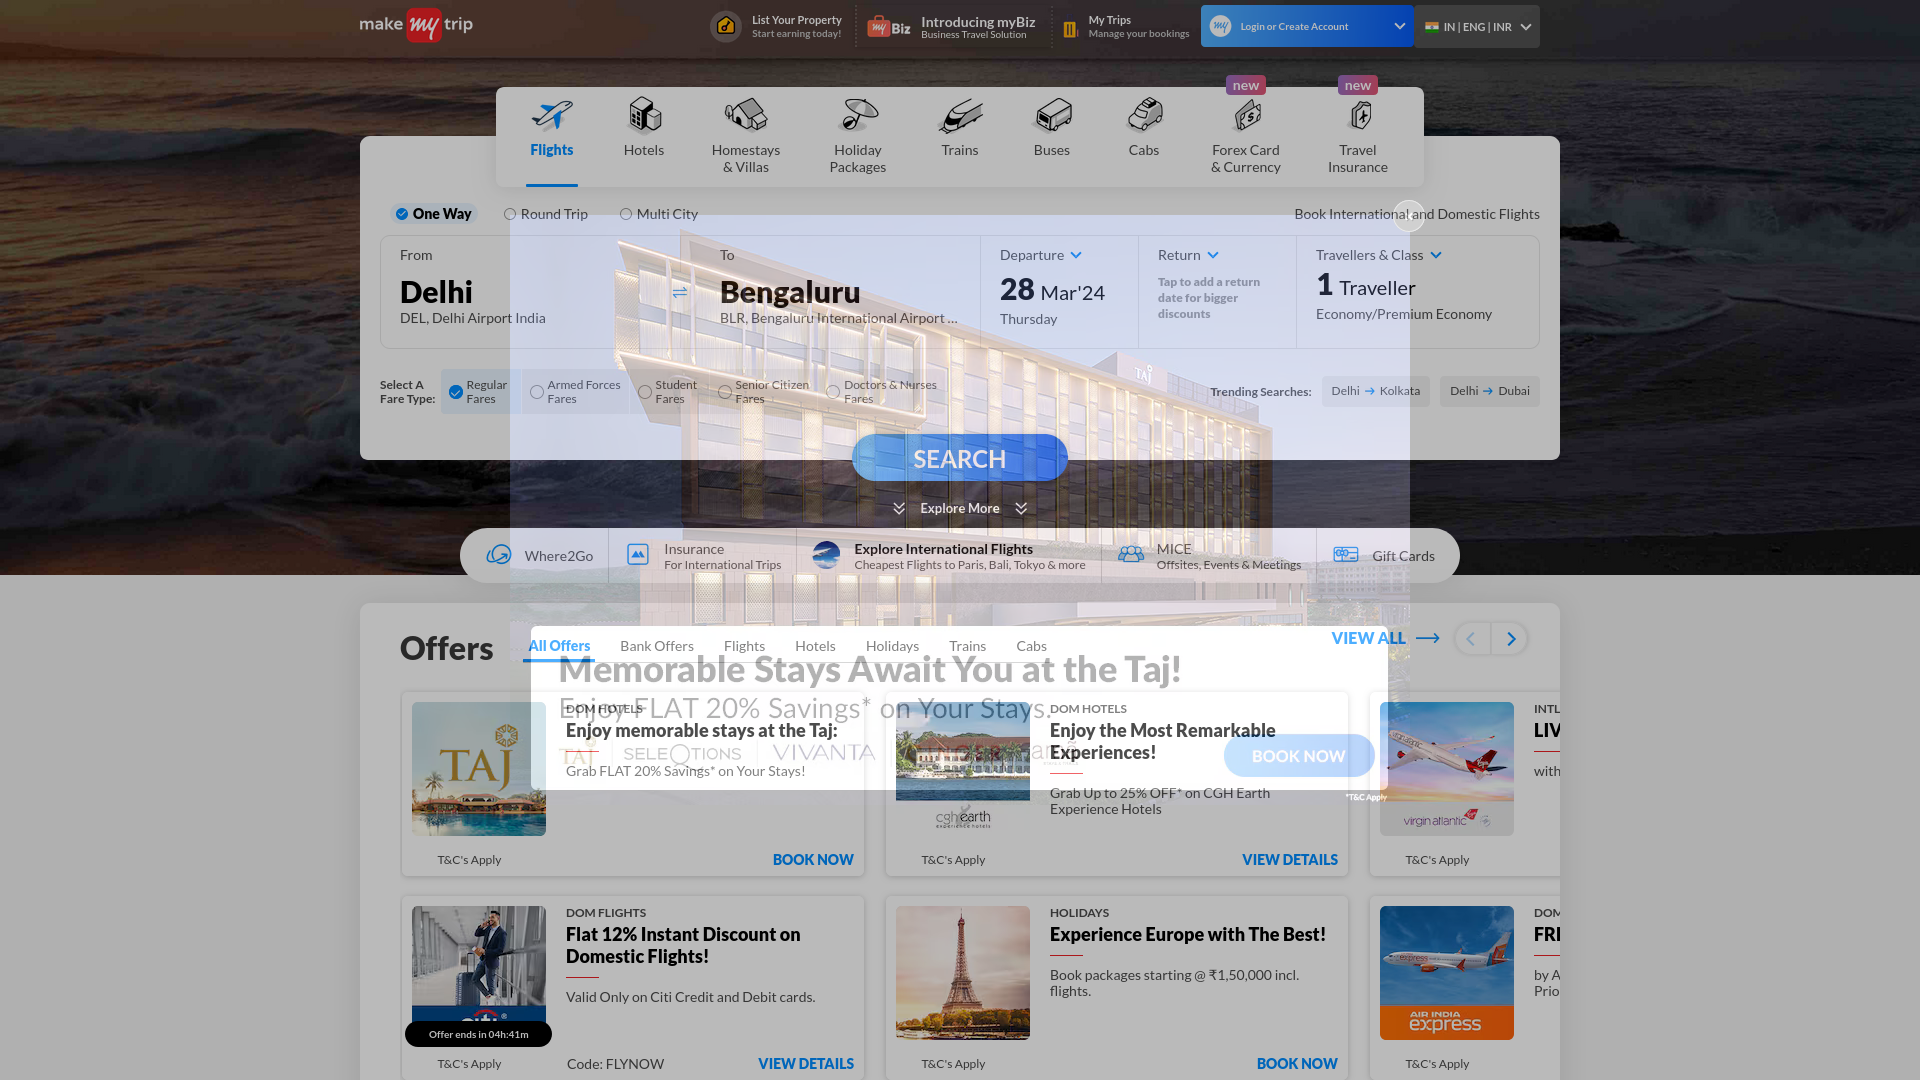 make my trip
List Your Property
Start earning today!
my Biz
Introducing myBiz
Business Travel Solution
My Trips
Manage your bookings
my
Login or Create Account
IN | ENG | INR
new
new
Flights
Hotels
Homestays
& Villas
Holiday
Packages
Trains
Buses
Cabs
Forex Card
& Currency
Travel
Insurance
One Way
Round Trip
Multi City
Book International and Domestic Flights
From
Delhi
DEL, Delhi Airport India
To
Bengaluru
BLR, Bengaluru International Airport ...
Departure
28 Mar'24
Thursday
Return
Tap to add a return
date for bigger
discounts
Travellers & Class
1 Traveller
Economy/Premium Economy
TAJ
Select A
Fare Type:
Regular
Fares
Armed Forces
Fares
Student
Fares
Senior Citizen
Fares
Doctors & Nurses
Fares
Trending Searches:
Delhi → Kolkata
Delhi → Dubai
SEARCH
Explore More
Where2Go
Insurance
For International Trips
Explore International Flights
Cheapest Flights to Paris, Bali, Tokyo & more
MICE
Offsites, Events & Meetings
Gift Cards
Offers
All Offers
Bank Offers
Flights
Hotels
Holidays
Trains
Cabs
VIEW ALL
Memorable Stays Await You at the Taj!
Enjoy FLAT 20% Savings* on Your Stays.
SELEQTIONS
VIVANTA
BOOK NOW
*T&C Apply
TAJ
DOM HOTELS
Enjoy memorable stays at the Taj:
Grab FLAT 20% Savings* on Your Stays!
T&C's Apply
BOOK NOW
cgh earth
experience hotels
DOM HOTELS
Enjoy the Most Remarkable
Experiences!
Grab Up to 25% OFF* on CGH Earth
Experience Hotels
T&C's Apply
VIEW DETAILS
virgin atlantic
INTL
LIV
with
T&C's Apply
citi
Offer ends in 04h:41m
DOM FLIGHTS
Flat 12% Instant Discount on
Domestic Flights!
Valid Only on Citi Credit and Debit cards.
T&C's Apply
Code: FLYNOW
VIEW DETAILS
HOLIDAYS
Experience Europe with The Best!
Book packages starting @ ₹1,50,000 incl.
flights.
T&C's Apply
BOOK NOW
express
AIR INDIA
express
DOM
FRE
by A
Prio
T&C's Apply